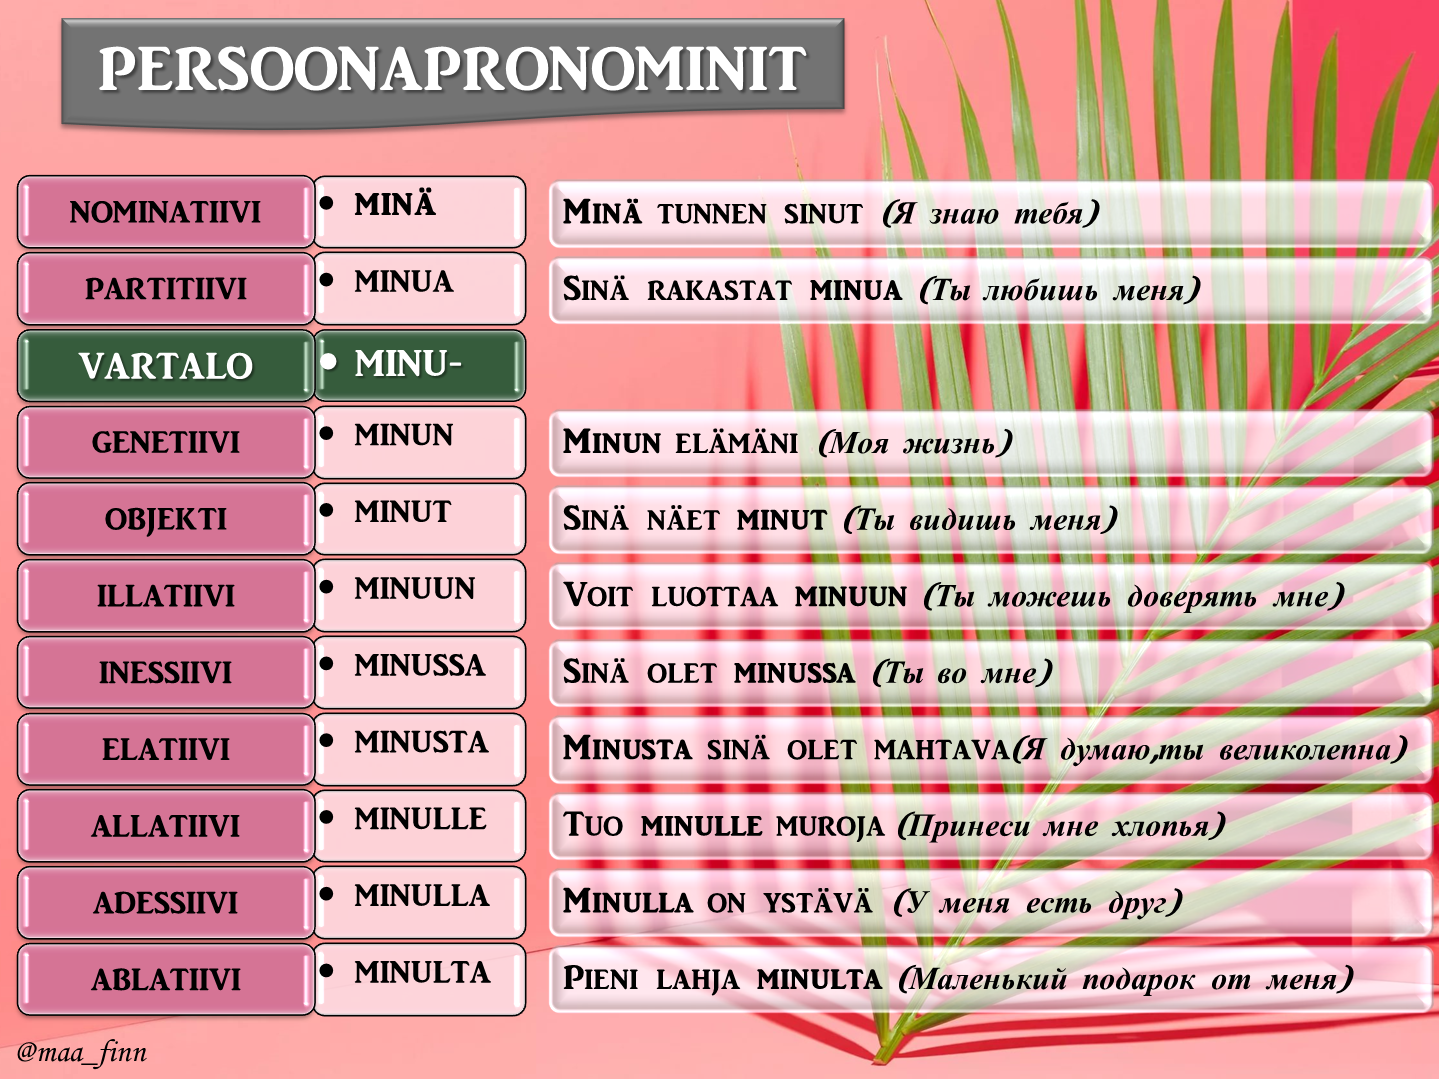 PERSOONAPRONOMINIT
NOMINATIIVI • MINÄ MINÄ TUNNEN SINUT (Я знаю тебя)
PARTITIIVI • MINUA SINÄ RAKASTAT MINUA (Ты любишь меня)
VARTALO • MINU-
GENETIIVI • MINUN MINUN ELÄMÄNI (Моя жизнь)
OBJEKTI • MINUT SINÄ NÄET MINUT (Ты видишь меня)
ILLATIIVI • MINUUN VOIT LUOTTAA MINUUN (Ты можешь доверять мне)
INESSIIVI • MINUSSA SINÄ OLET MINUSSA (Ты во мне)
ELATIIVI • MINUSTA MINUSTA SINÄ OLET MAHTAVA(Я думаю,ты великолепна)
ALLATIIVI • MINULLE TUO MINULLE MUROJA (Принеси мне хлопья)
ADESSIIVI • MINULLA MINULLA ON YSTÄVÄ (У меня есть друг)
ABLATIIVI • MINULTA PIENI LAHJA MINULTA (Маленький подарок от меня)
@maa_finn